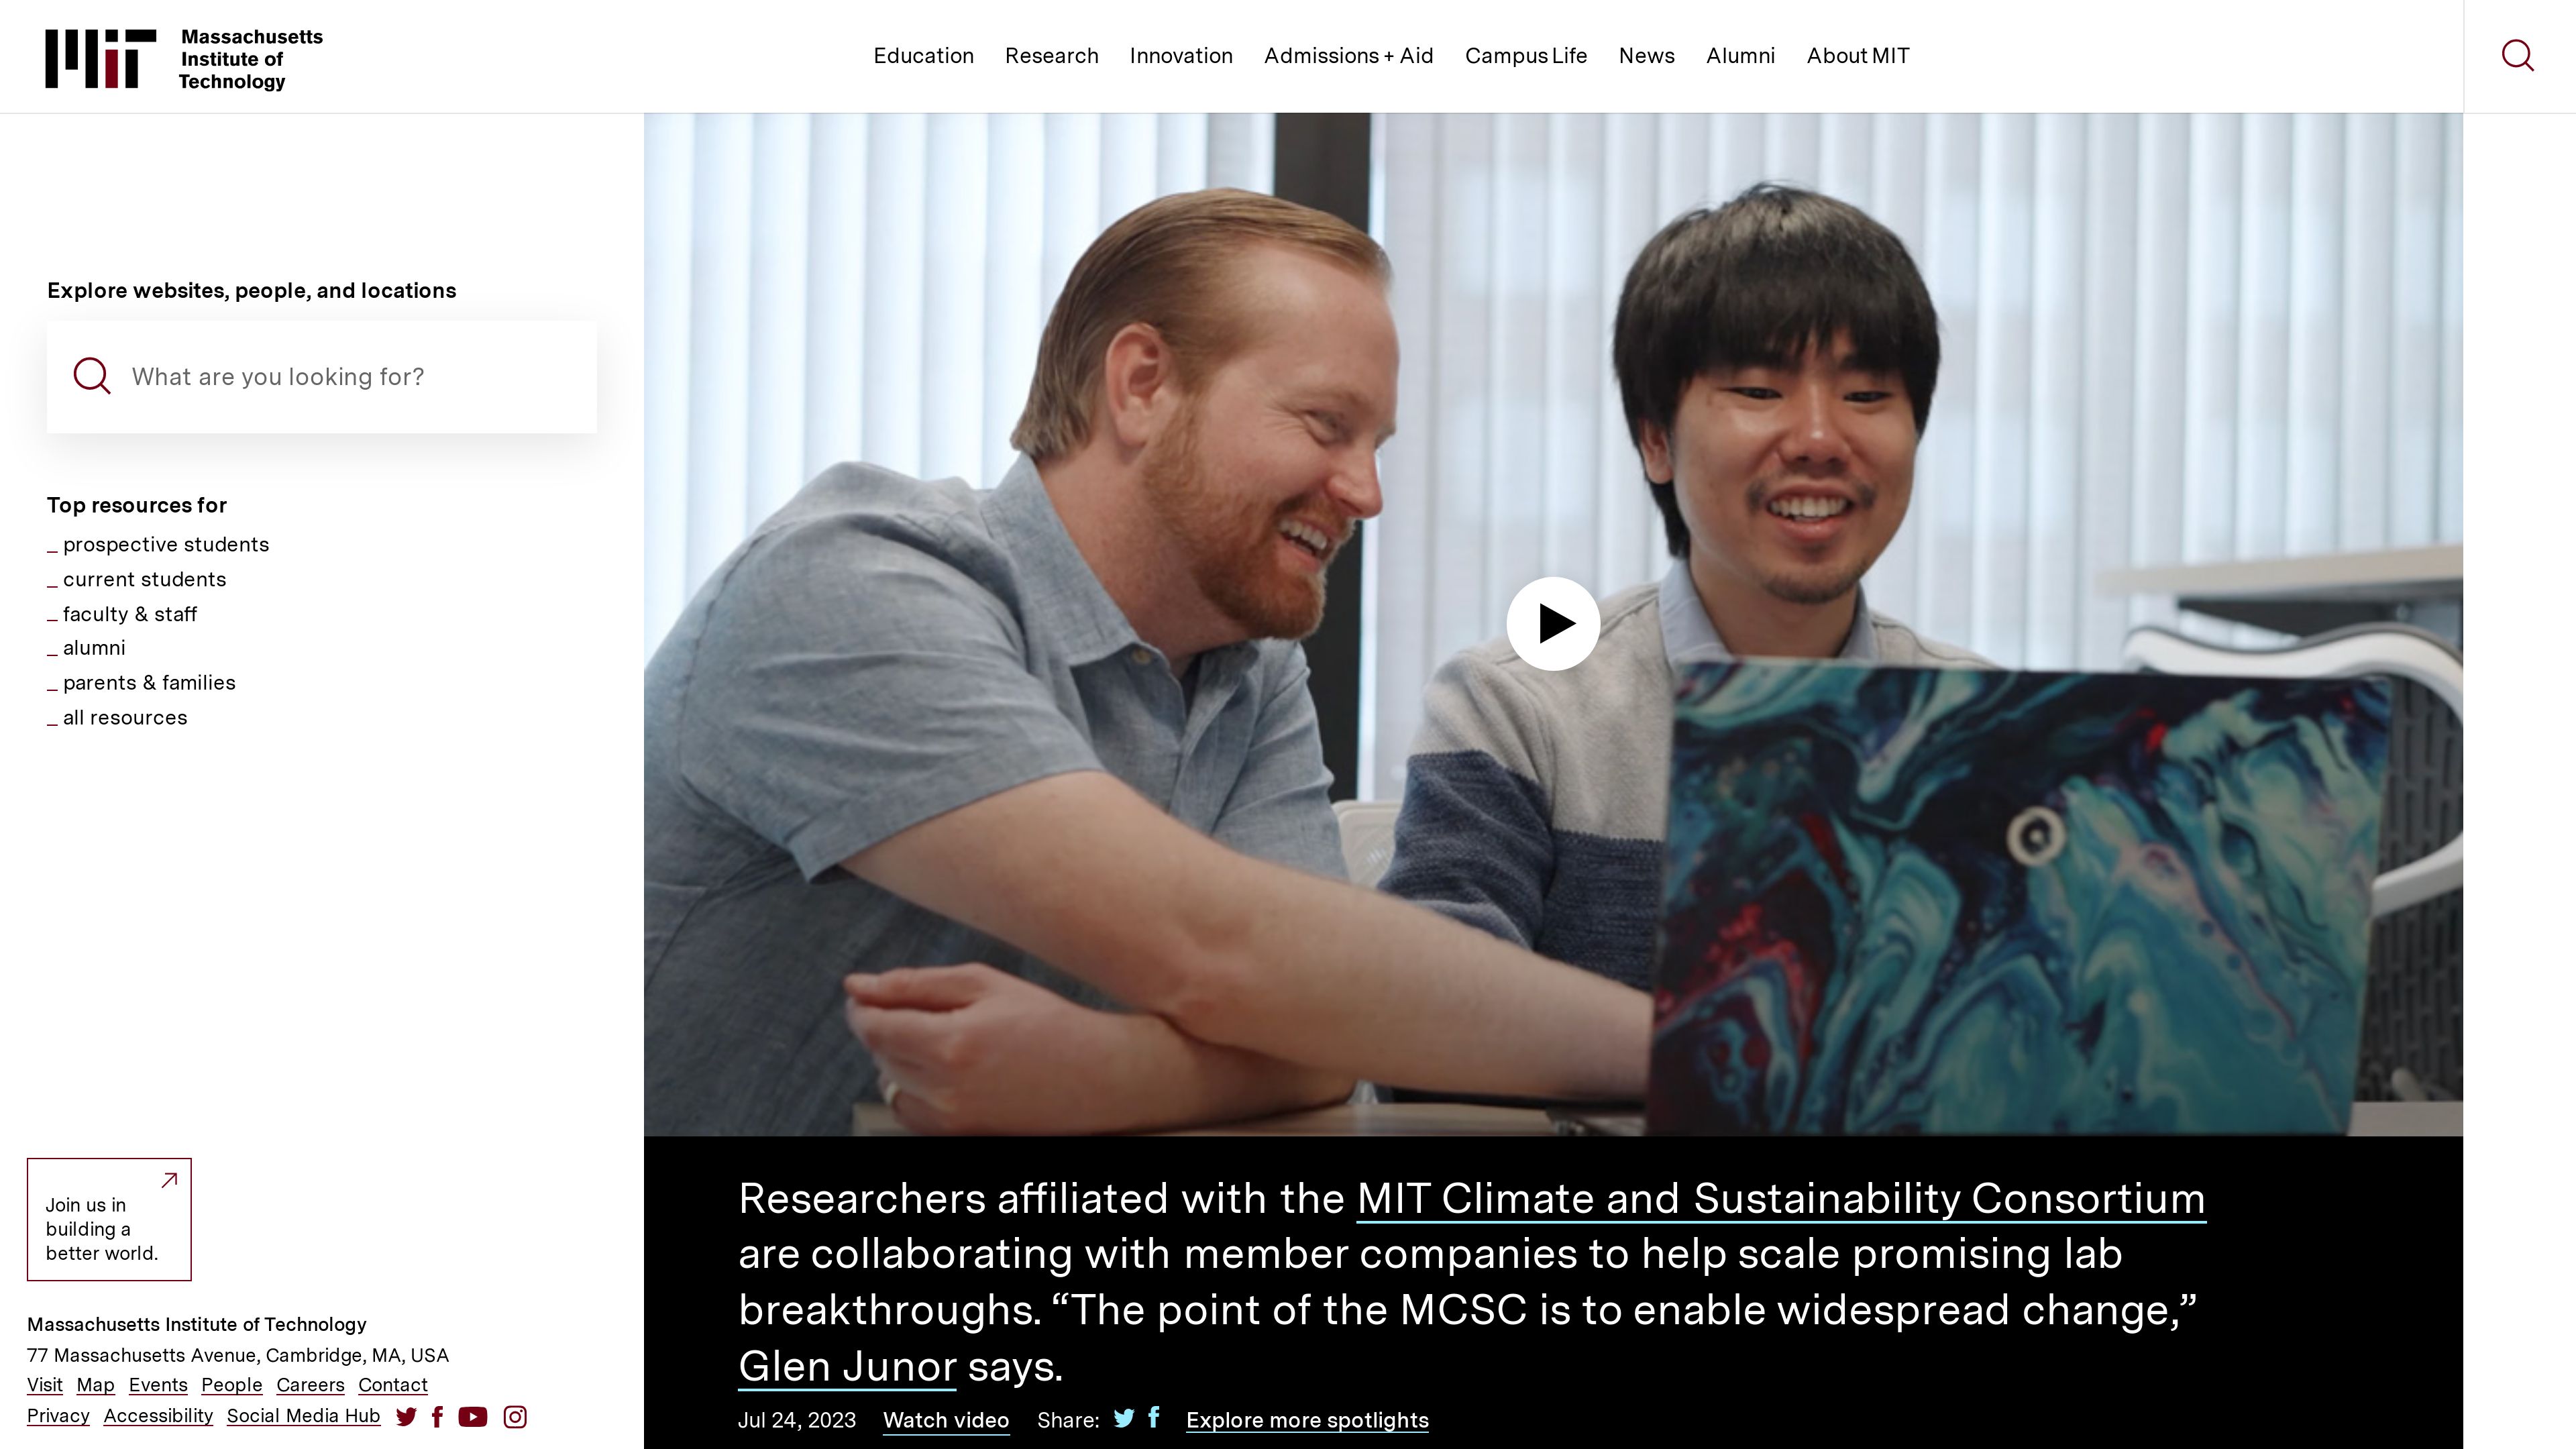 MIT Massachusetts
Institute of
Technology
Education Research Innovation Admissions + Aid Campus Life News Alumni About MIT
Explore websites, people, and locations
What are you looking for?
Top resources for
_ prospective students
_ current students
_ faculty & staff
_ alumni
_ parents & families
_ all resources
Join us in
building a
better world.
Massachusetts Institute of Technology
77 Massachusetts Avenue, Cambridge, MA, USA
Visit Map Events People Careers Contact
Privacy Accessibility Social Media Hub
Researchers affiliated with the MIT Climate and Sustainability Consortium
are collaborating with member companies to help scale promising lab
breakthroughs. “The point of the MCSC is to enable widespread change,”
Glen Junor says.
Jul 24, 2023 Watch video Share: Explore more spotlights